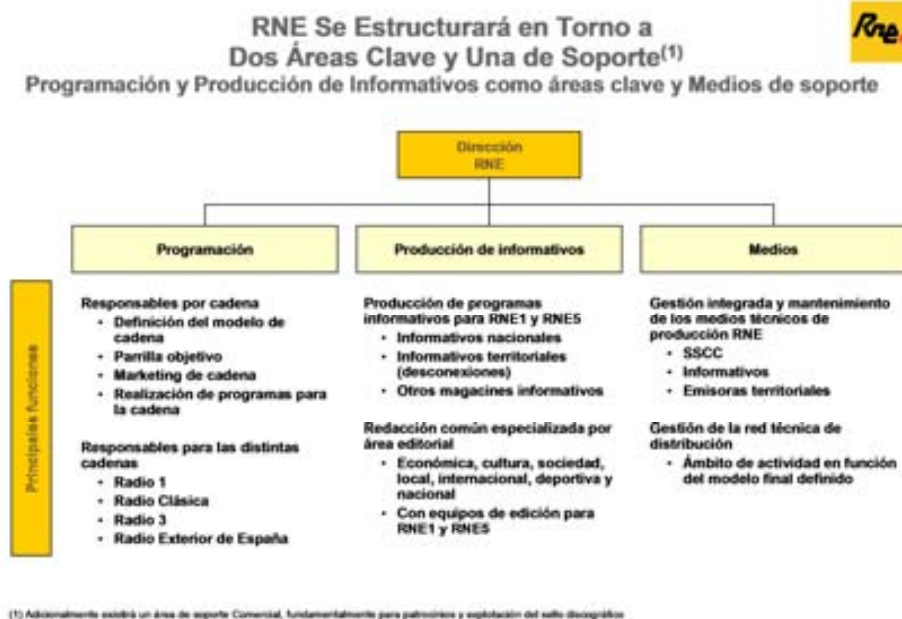 RNE Se Estructurará en Torno a
Dos Áreas Clave y Una de Soporte(1)
Programación y Producción de Informativos como áreas clave y Medios de soporte
Rne
Dirección
RNE
Programación
Producción de informativos
Medios
Principales funciones
Responsables por cadena
• Definición del modelo de
cadena
• Parrilla objetivo
• Marketing de cadena
• Realización de programas para
la cadena
Responsables para las distintas
cadenas
• Radio 1
• Radio Clásica
• Radio 3
• Radio Exterior de España
Producción de programas
informativos para RNE1 y RNE5
• Informativos nacionales
• Informativos territoriales
(desconexiones)
• Otros magacines informativos
Redacción común especializada por
área editorial
• Económica, cultura, sociedad,
local, internacional, deportiva y
nacional
• Con equipos de edición para
RNE1 y RNE5
Gestión integrada y mantenimiento
de los medios técnicos de
producción RNE
• SSCC
• Informativos
• Emisoras territoriales
Gestión de la red técnica de
distribución
• Ámbito de actividad en función
del modelo final definido
(1) Adicionalmente existirá un área de soporte Comercial, fundamentalmente para patrocinios y explotación del sello discográfico